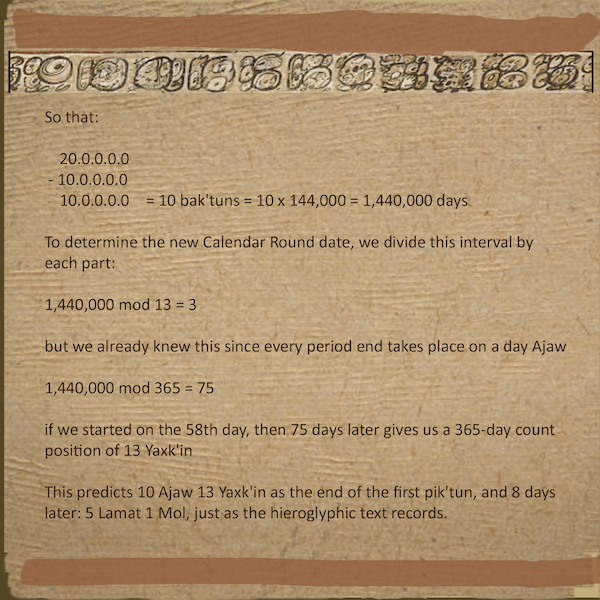 So that:
20.0.0.0.0
- 10.0.0.0.0
10.0.0.0.0 = 10 bak'tuns = 10 x 144,000 = 1,440,000 days
To determine the new Calendar Round date, we divide this interval by
each part:
1,440,000 mod 13 = 3
but we already knew this since every period end takes place on a day Ajaw
1,440,000 mod 365 = 75
if we started on the 58th day, then 75 days later gives us a 365-day count
position of 13 Yaxk'in
This predicts 10 Ajaw 13 Yaxk'in as the end of the first pik'tun, and 8 days
later: 5 Lamat 1 Mol, just as the hieroglyphic text records.